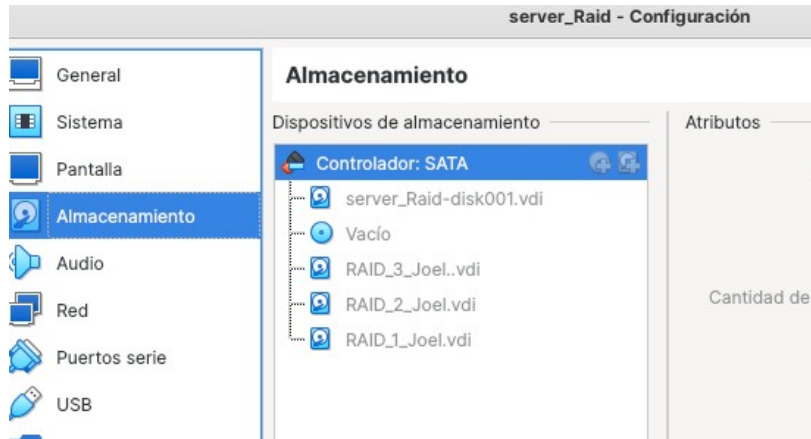 server_Raid - Configuración
General
Sistema
Pantalla
Almacenamiento
Audio
Red
Puertos serie
USB
Almacenamiento
Dispositivos de almacenamiento
Controlador: SATA
server_Raid-disk001.vdi
Vacío
RAID_3_Joel..vdi
RAID_2_Joel.vdi
RAID_1_Joel.vdi
Atributos
Cantidad de